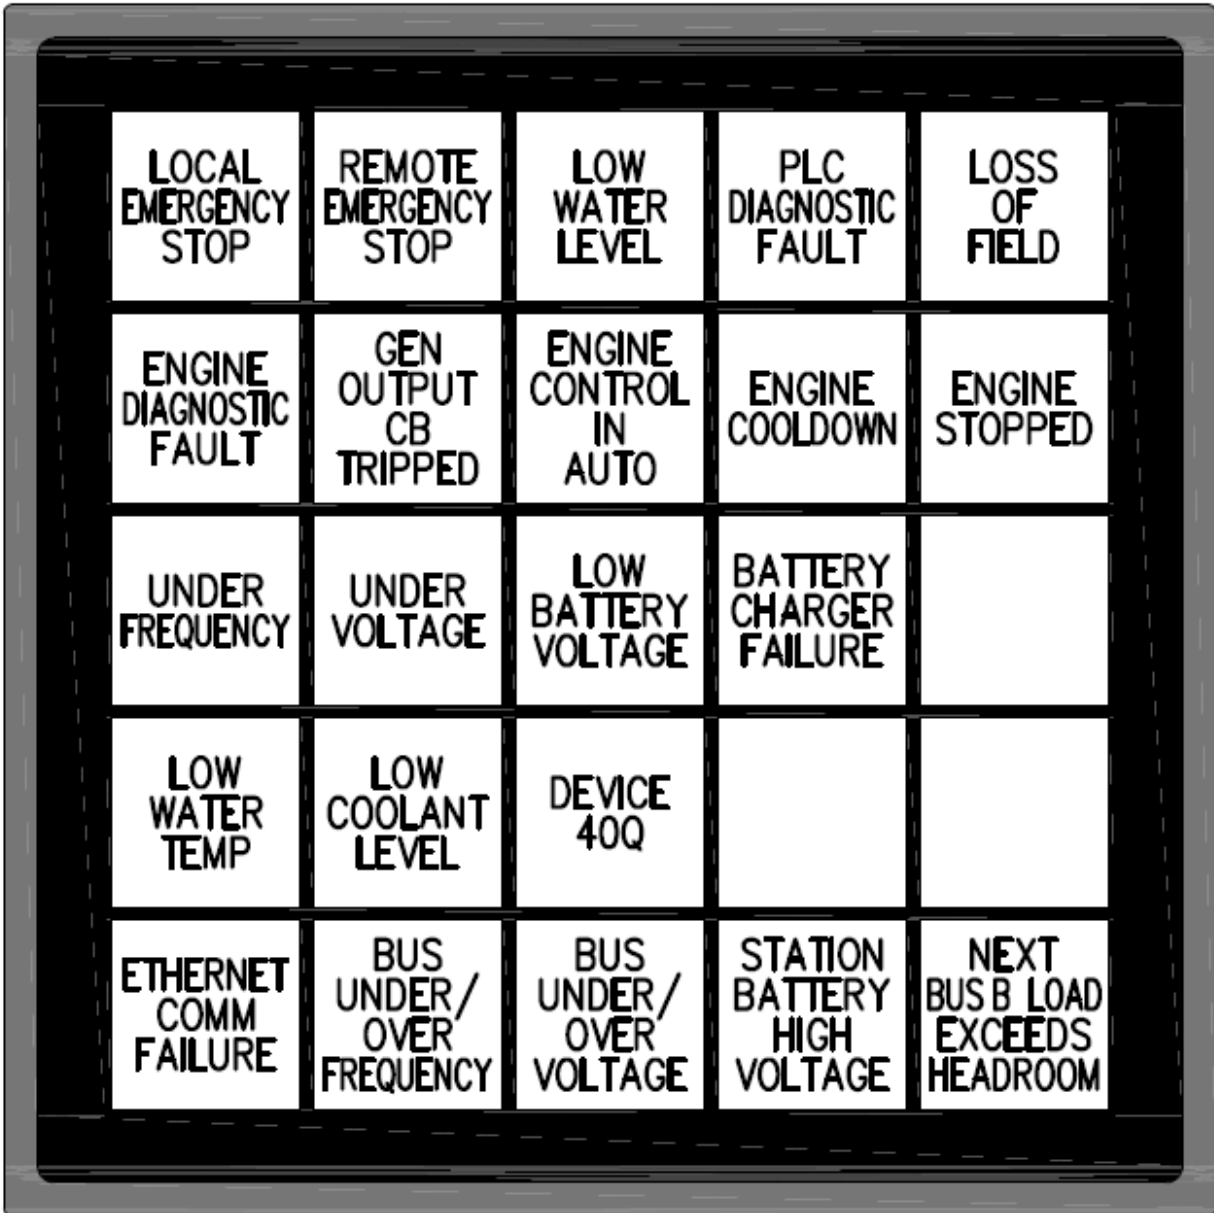 LOCAL
EMERGENCY
STOP
REMOTE
EMERGENCY
STOP
LOW
WATER
LEVEL
PLC
DIAGNOSTIC
FAULT
LOSS
OF
FIELD
ENGINE
DIAGNOSTIC
FAULT
GEN
OUTPUT
CB
TRIPPED
ENGINE
CONTROL
IN
AUTO
ENGINE
COOLDOWN
ENGINE
STOPPED
UNDER
FREQUENCY
UNDER
VOLTAGE
LOW
BATTERY
VOLTAGE
BATTERY
CHARGER
FAILURE
LOW
WATER
TEMP
LOW
COOLANT
LEVEL
DEVICE
40Q
ETHERNET
COMM
FAILURE
BUS
UNDER/
OVER
FREQUENCY
BUS
UNDER/
OVER
VOLTAGE
STATION
BATTERY
HIGH
VOLTAGE
NEXT
BUS B LOAD
EXCEEDS
HEADROOM